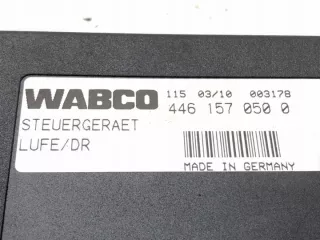 115 03/10 003178
WABCO 446 157 050 0
STEUERGERAET
LUFE/DR
MADE IN GERMANY